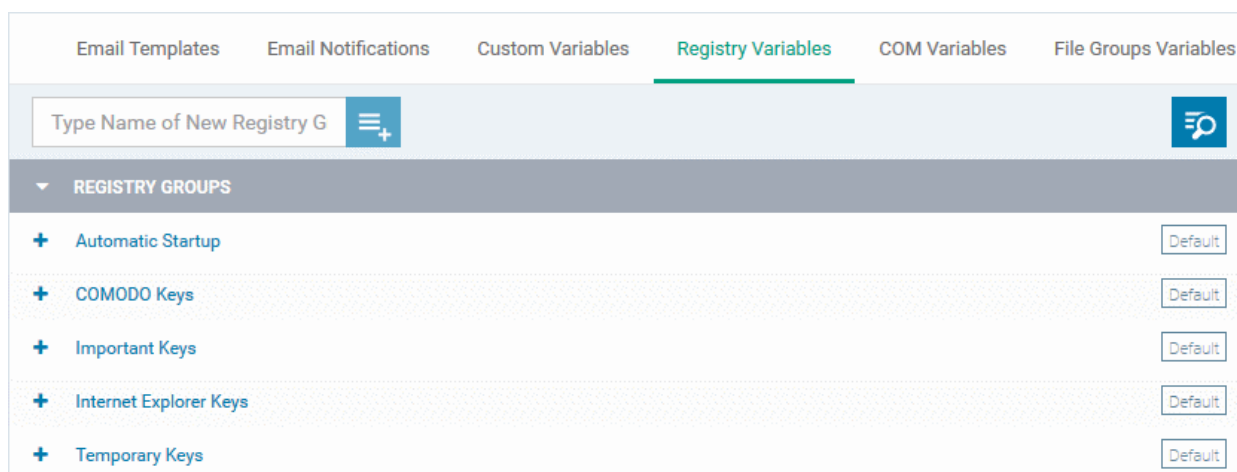 Email Templates Email Notifications Custom Variables Registry Variables COM Variables File Groups Variables
Type Name of New Registry G
REGISTRY GROUPS
Automatic Startup Default
COMODO Keys Default
Important Keys Default
Internet Explorer Keys Default
Temporary Keys Default